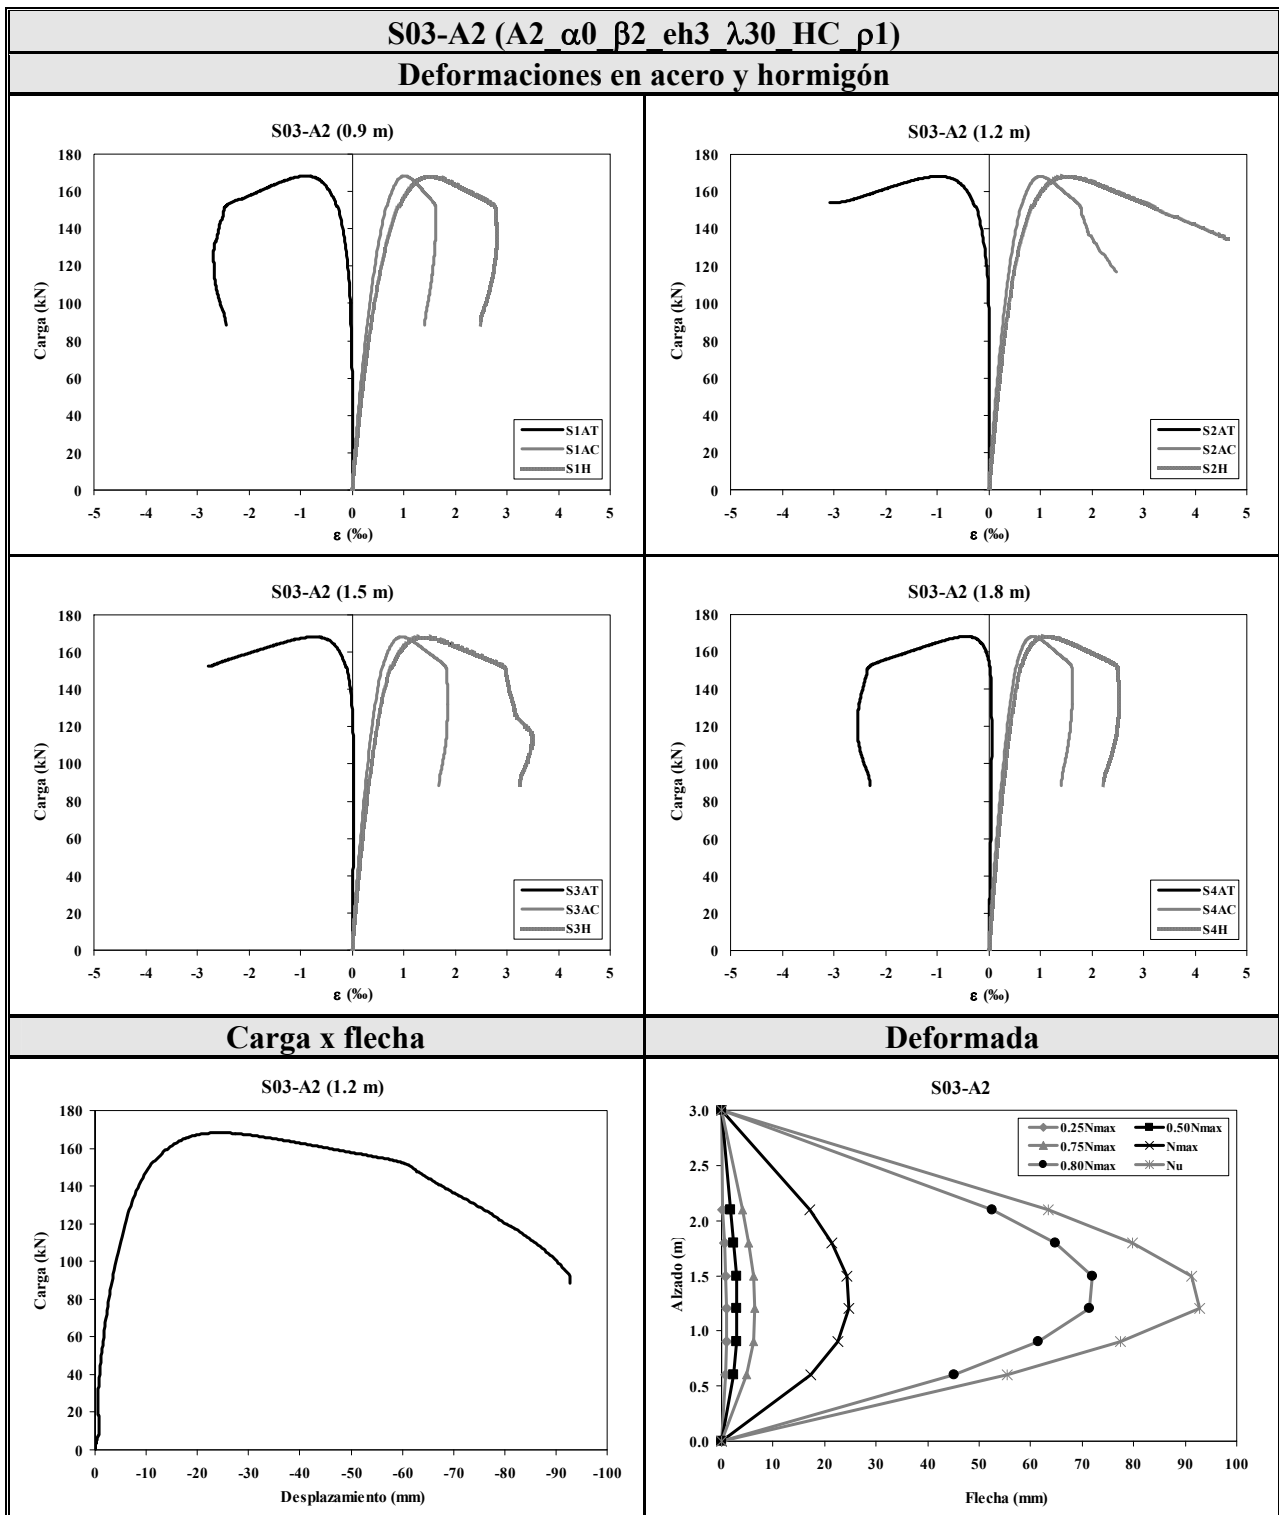 S03-A2 (A2_α0_β2_eh3_λ30_HC_ρ1)
Deformaciones en acero y hormigón
S03-A2 (0.9 m)
180
160
140
120
100
80
60
40
20
0
Carga (kN)
-5 -4 -3 -2 -1 0 1 2 3 4 5
ε (‰)
S1AT
S1AC
S1H
S03-A2 (1.2 m)
180
160
140
120
100
80
60
40
20
0
Carga (kN)
-5 -4 -3 -2 -1 0 1 2 3 4 5
ε (‰)
S2AT
S2AC
S2H
S03-A2 (1.5 m)
180
160
140
120
100
80
60
40
20
0
Carga (kN)
-5 -4 -3 -2 -1 0 1 2 3 4 5
ε (‰)
S3AT
S3AC
S3H
S03-A2 (1.8 m)
180
160
140
120
100
80
60
40
20
0
Carga (kN)
-5 -4 -3 -2 -1 0 1 2 3 4 5
ε (‰)
S4AT
S4AC
S4H
Carga x flecha
S03-A2 (1.2 m)
180
160
140
120
100
80
60
40
20
0
Carga (kN)
0 -10 -20 -30 -40 -50 -60 -70 -80 -90 -100
Desplazamiento (mm)
Deformada
S03-A2
3.0
2.5
2.0
1.5
1.0
0.5
0.0
Alzado (m)
0 10 20 30 40 50 60 70 80 90 100
Flecha (mm)
0.25Nmax 0.50Nmax
0.75Nmax Nmax
0.80Nmax Nu